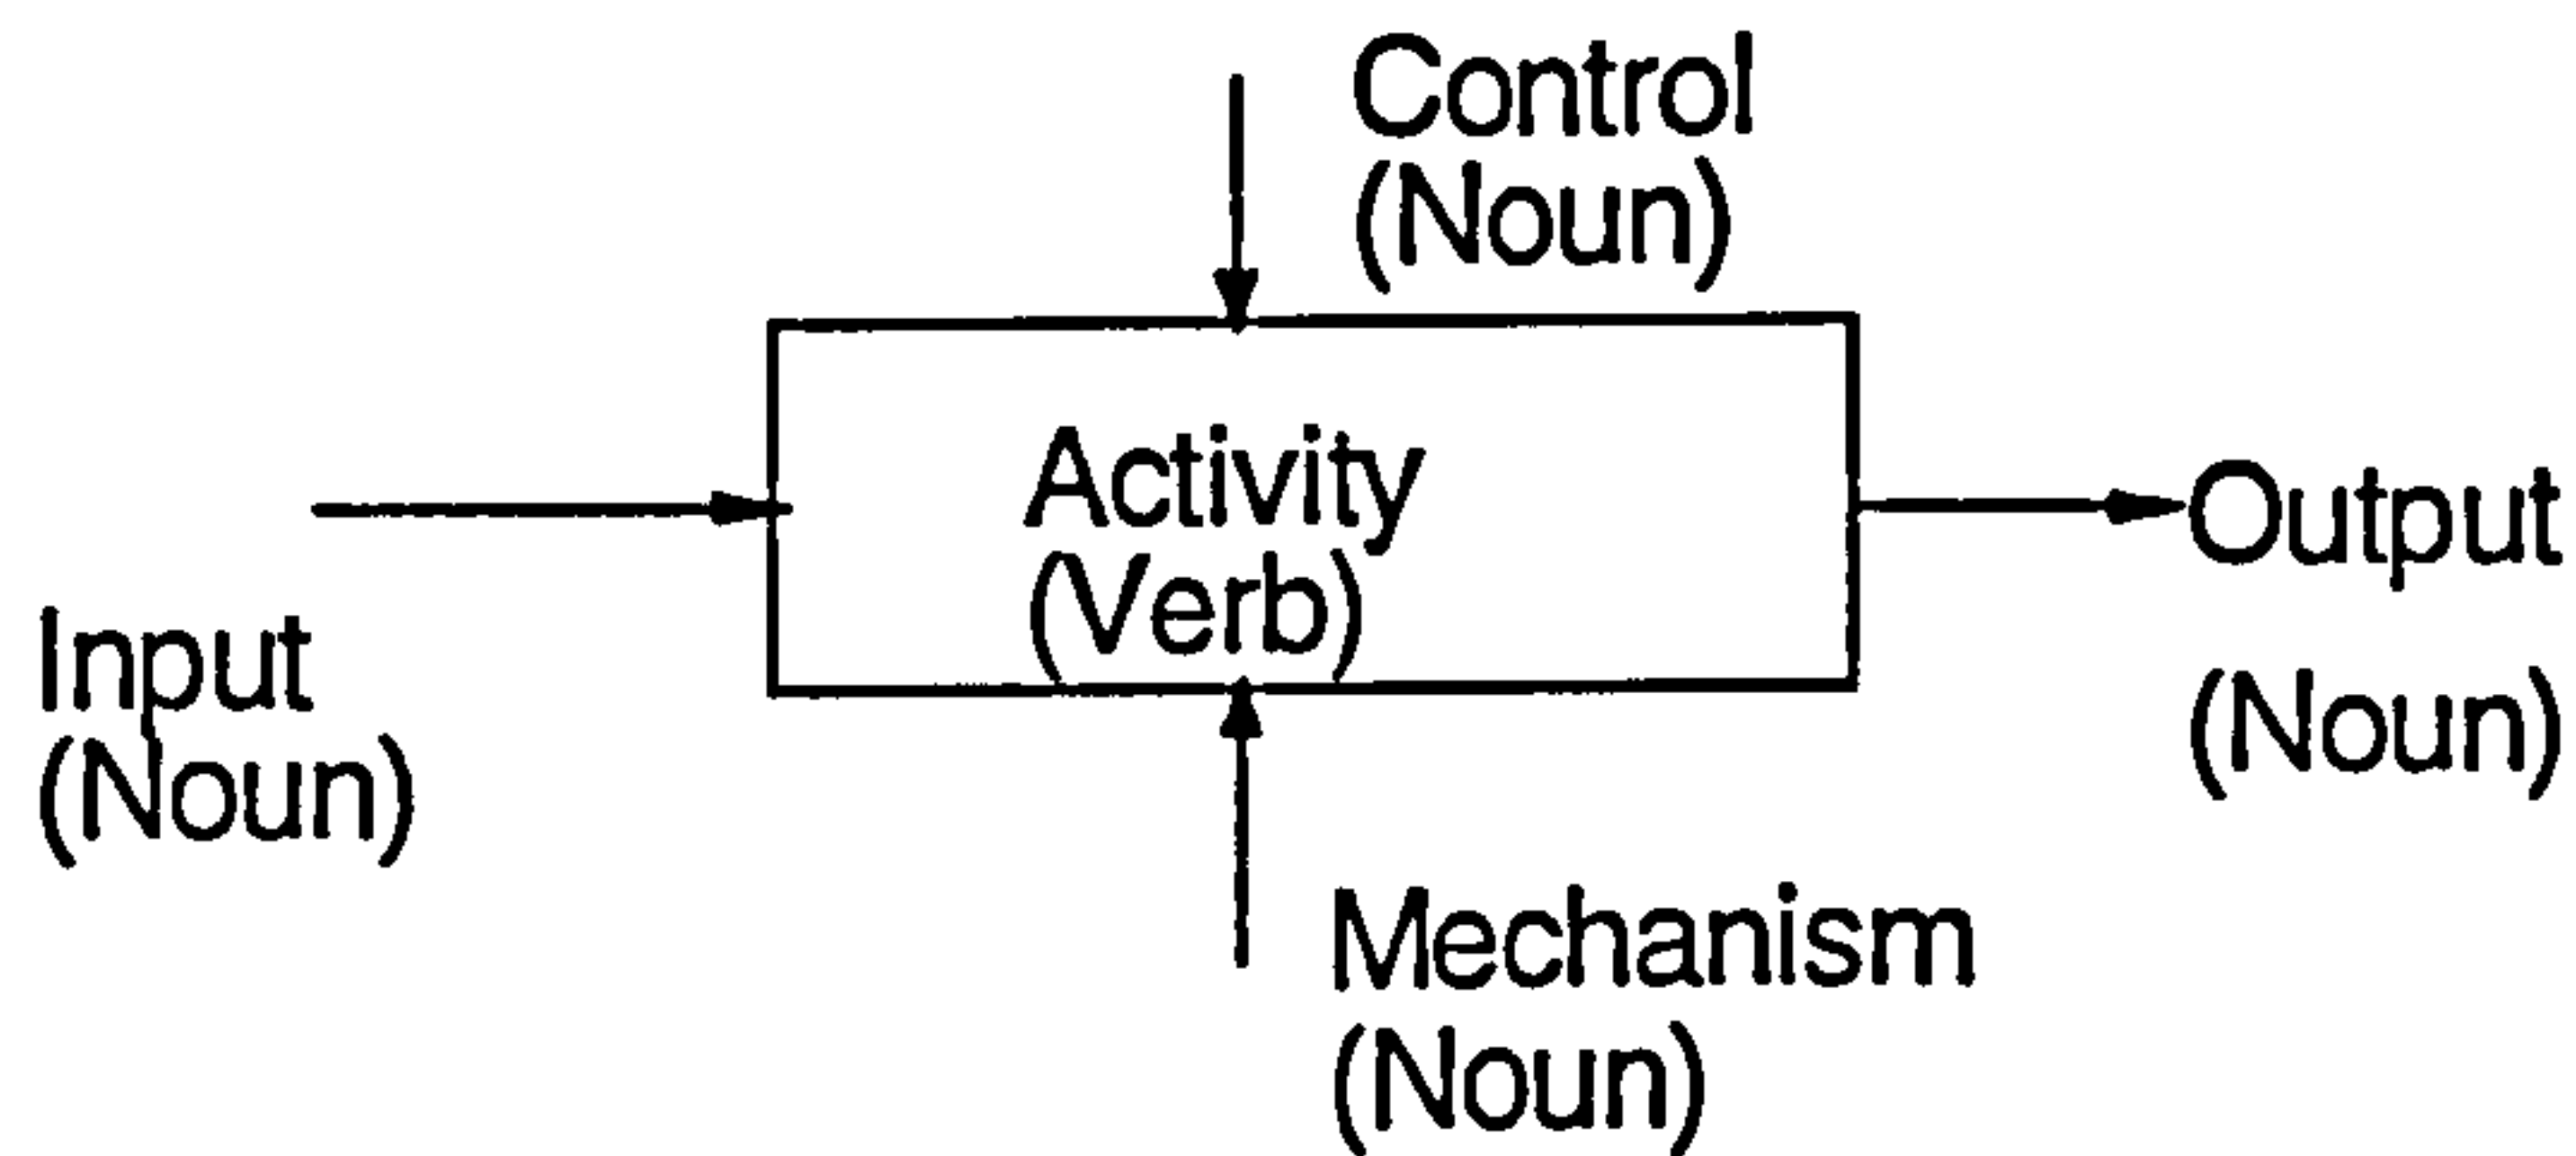 Control
(Noun)
Activity
(Verb)
Output
(Noun)
Input
(Noun)
Mechanism
(Noun)